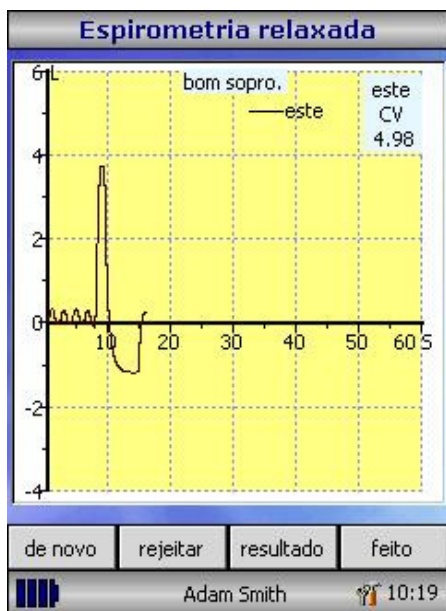 Espirometria relaxada
6 L
bom sopro.
este
este
CV
4.98
4
2
0
10 20 30 40 50 60 S
-2
-4
de novo rejeitar resultado feito
Adam Smith 10:19